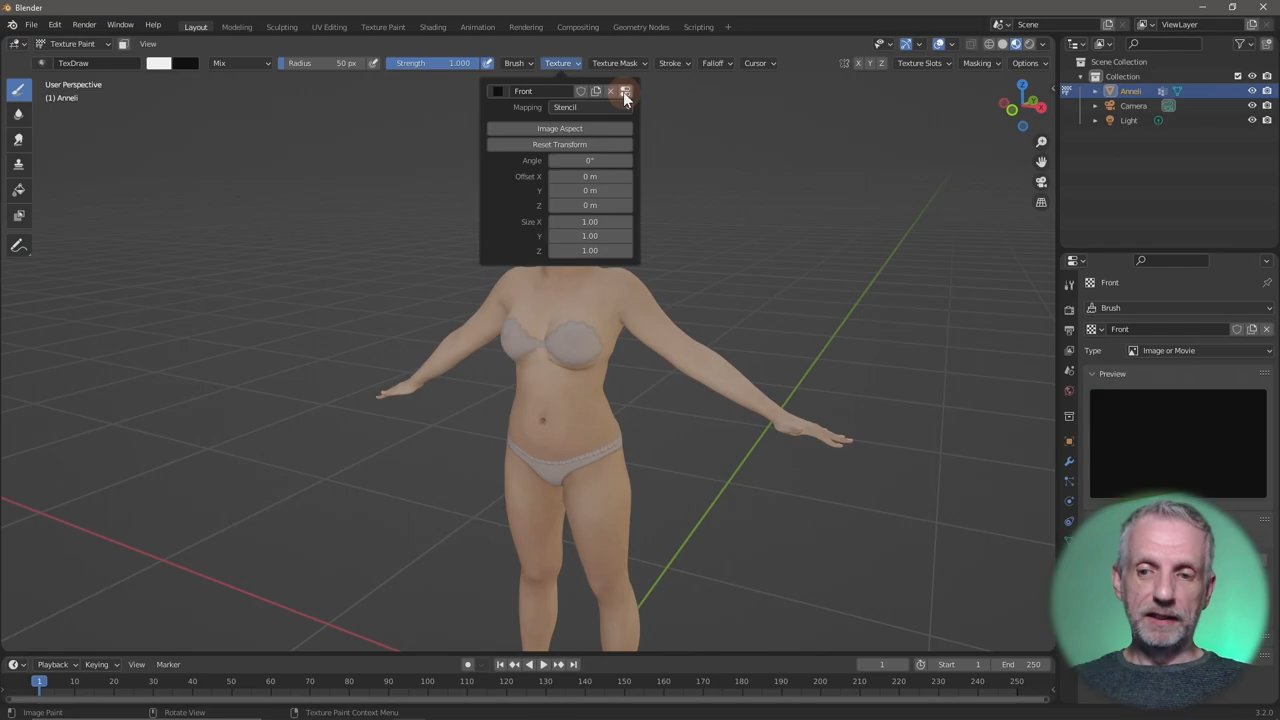 Blender
File Edit Render Window Help Layout Modeling Sculpting UV Editing Texture Paint Shading Animation Rendering Compositing Geometry Nodes Scripting + Scene ViewLayer
Texture Paint View
TexDraw Mix Radius 50 px Strength 1.000 Brush Texture Texture Mask Stroke Falloff Cursor X Y Z Texture Slots Masking Options
User Perspective
(1) Anneli
Front
Mapping Stencil
Image Aspect
Reset Transform
Angle 0°
Offset X 0 m
Y 0 m
Z 0 m
Size X 1.00
Y 1.00
Z 1.00
Z
Y
X
Scene Collection
Collection
Anneli
Camera
Light
Front
Brush
Front
Type Image or Movie
Preview
Playback Keying View Marker 1 Start 1 End 250
1 10 20 30 40 50 60 70 80 90 100 110 120 130 140 150 160 170 180 190 200 210 220 230 240 250
Image Paint Rotate View Texture Paint Context Menu 3.2.0